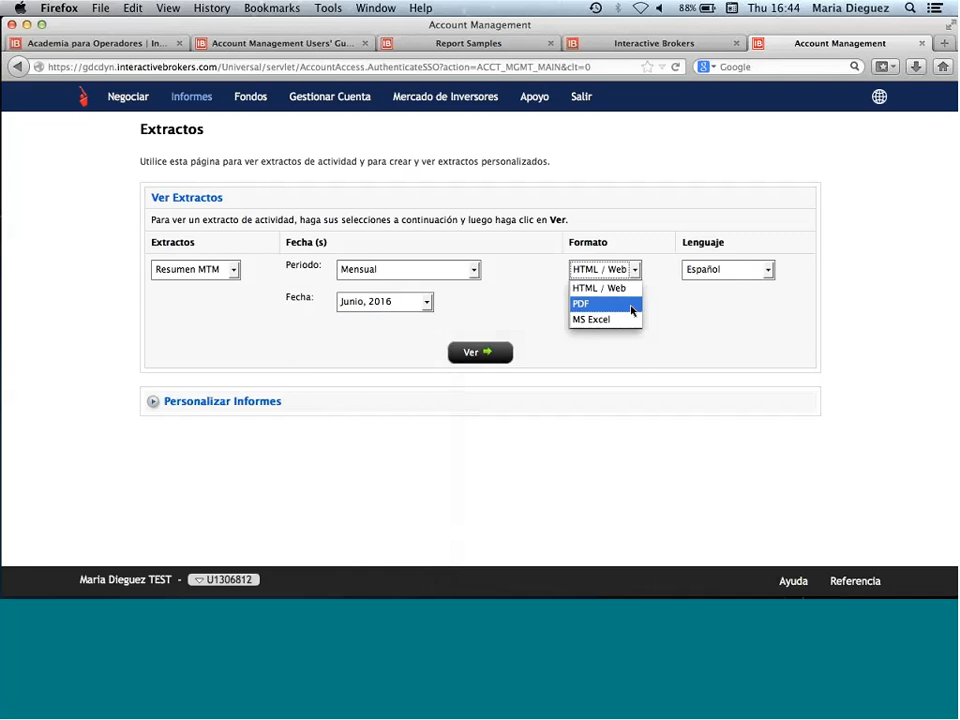 Firefox File Edit View History Bookmarks Tools Window Help 88% Thu 16:44 Maria Dieguez
Account Management
Academia para Operadores | In... Account Management Users' Gu... Report Samples Interactive Brokers Account Management
https://gdcdyn.interactivebrokers.com/Universal/servlet/AccountAccess.AuthenticateSSO?action=ACCT_MGMT_MAIN&clt=0 Google
Negociar Informes Fondos Gestionar Cuenta Mercado de Inversores Apoyo Salir
Extractos
Utilice esta página para ver extractos de actividad y para crear y ver extractos personalizados.
Ver Extractos
Para ver un extracto de actividad, haga sus selecciones a continuación y luego haga clic en Ver.
Extractos Fecha (s) Formato Lenguaje
Resumen MTM Periodo: Mensual HTML / Web Español
HTML / Web
Fecha: Junio, 2016 PDF
MS Excel
Ver
Personalizar Informes
Maria Dieguez TEST - U1306812 Ayuda Referencia